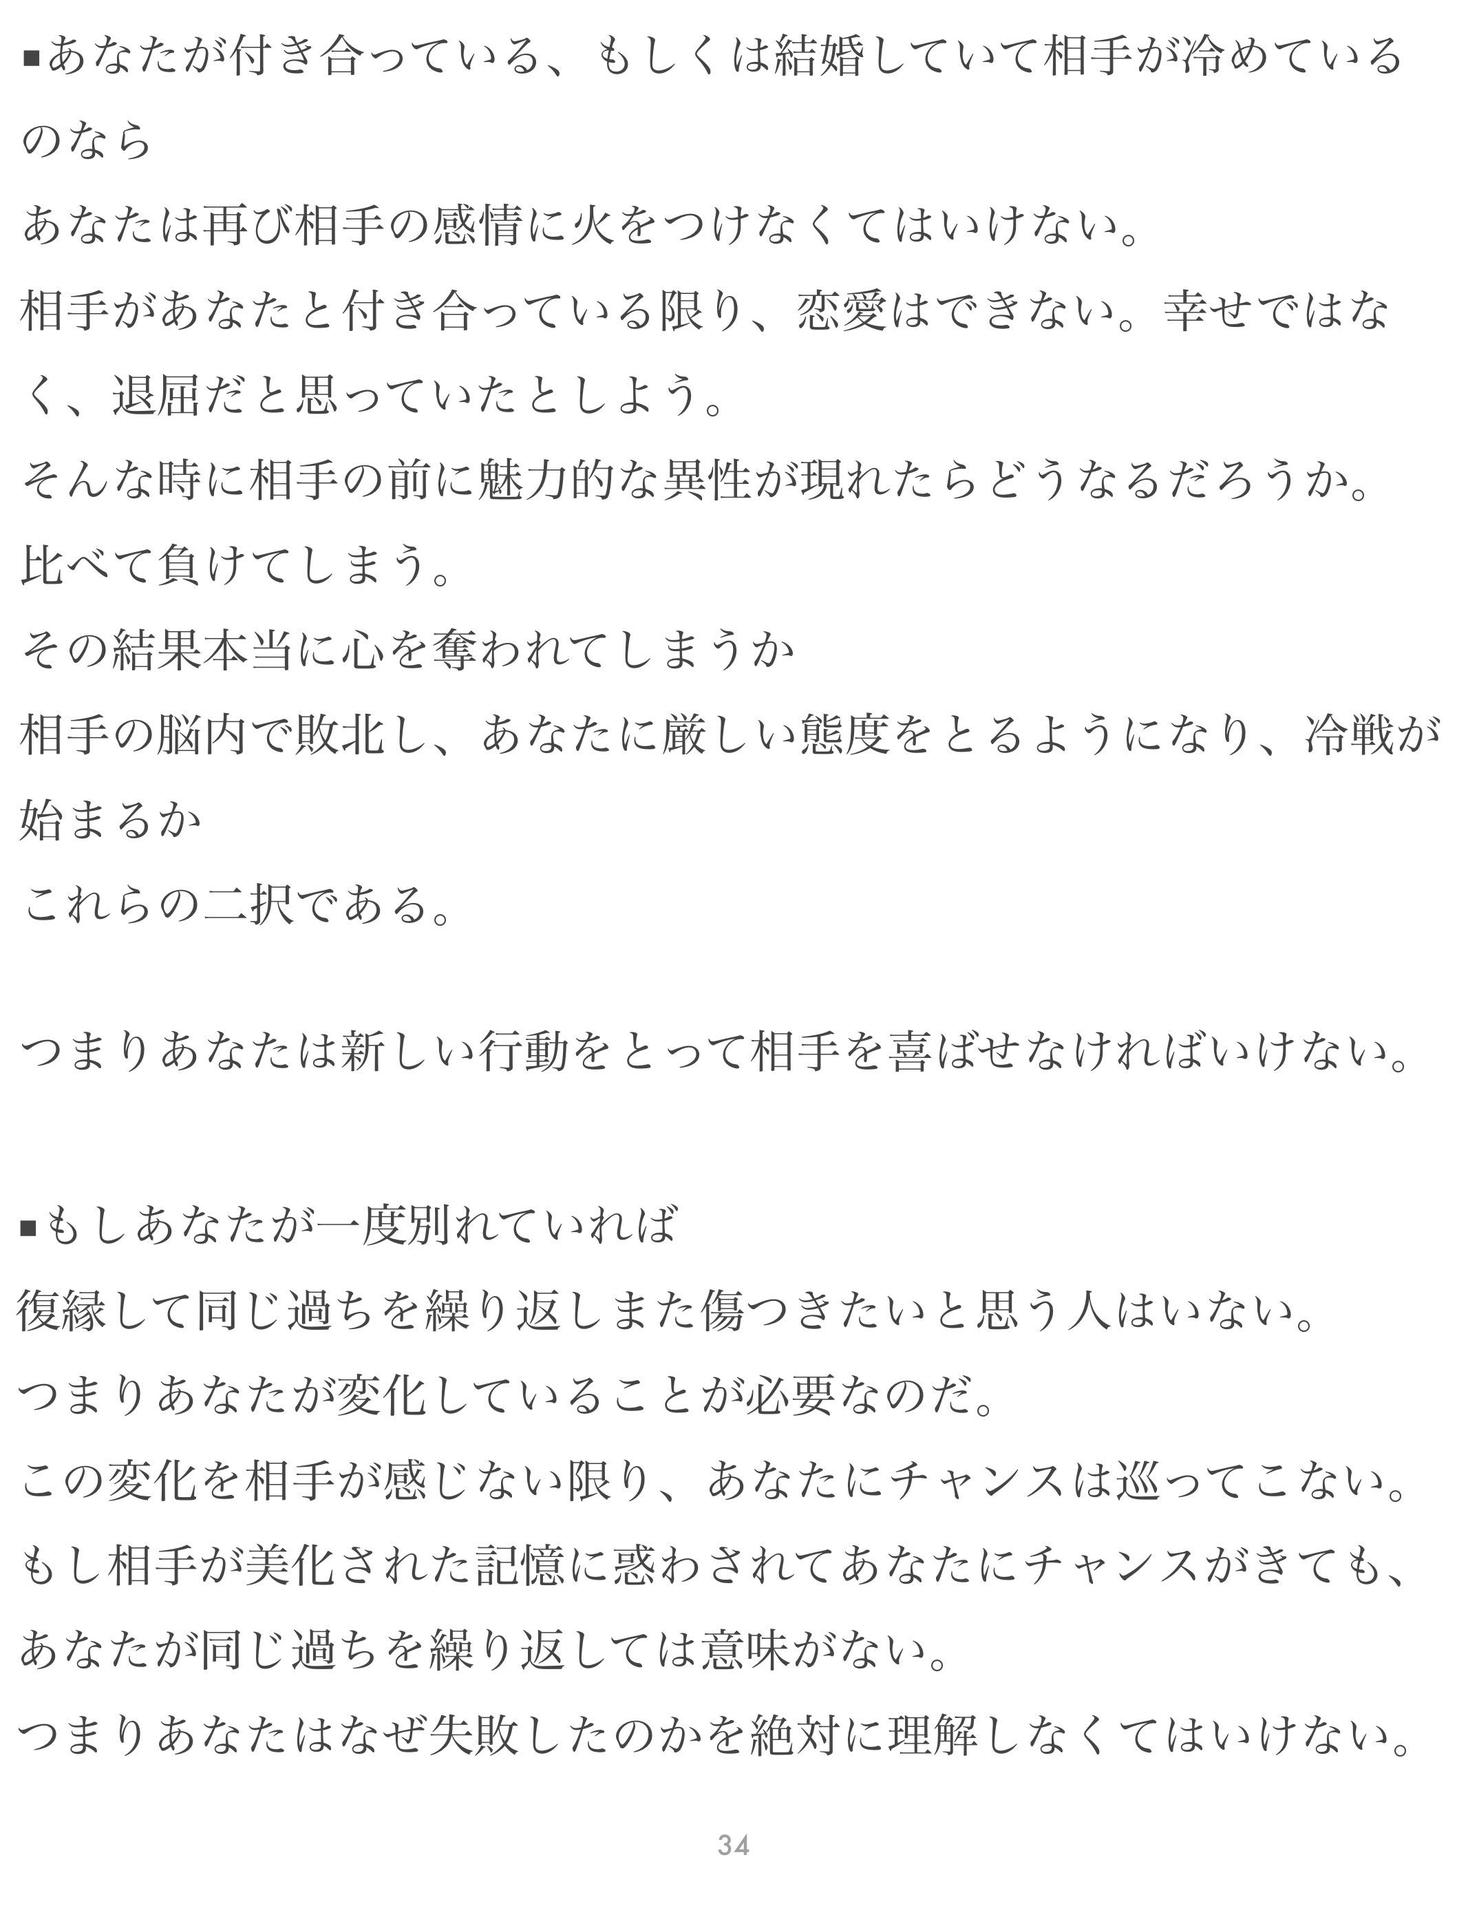 ▪あなたが付き合っている、もしくは結婚していて相手が冷めている
のなら
あなたは再び相手の感情に火をつけなくてはいけない。
相手があなたと付き合っている限り、恋愛はできない。幸せではな
く、退屈だと思っていたとしよう。
そんな時に相手の前に魅力的な異性が現れたらどうなるだろうか。
比べて負けてしまう。
その結果本当に心を奪われてしまうか
相手の脳内で敗北し、あなたに厳しい態度をとるようになり、冷戦が
始まるか
これらの二択である。
つまりあなたは新しい行動をとって相手を喜ばせなければいけない。
▪もしあなたが一度別れていれば
復縁して同じ過ちを繰り返しまた傷つきたいと思う人はいない。
つまりあなたが変化していることが必要なのだ。
この変化を相手が感じない限り、あなたにチャンスは巡ってこない。
もし相手が美化された記憶に惑わされてあなたにチャンスがきても、
あなたが同じ過ちを繰り返しては意味がない。
つまりあなたはなぜ失敗したのかを絶対に理解しなくてはいけない。
34